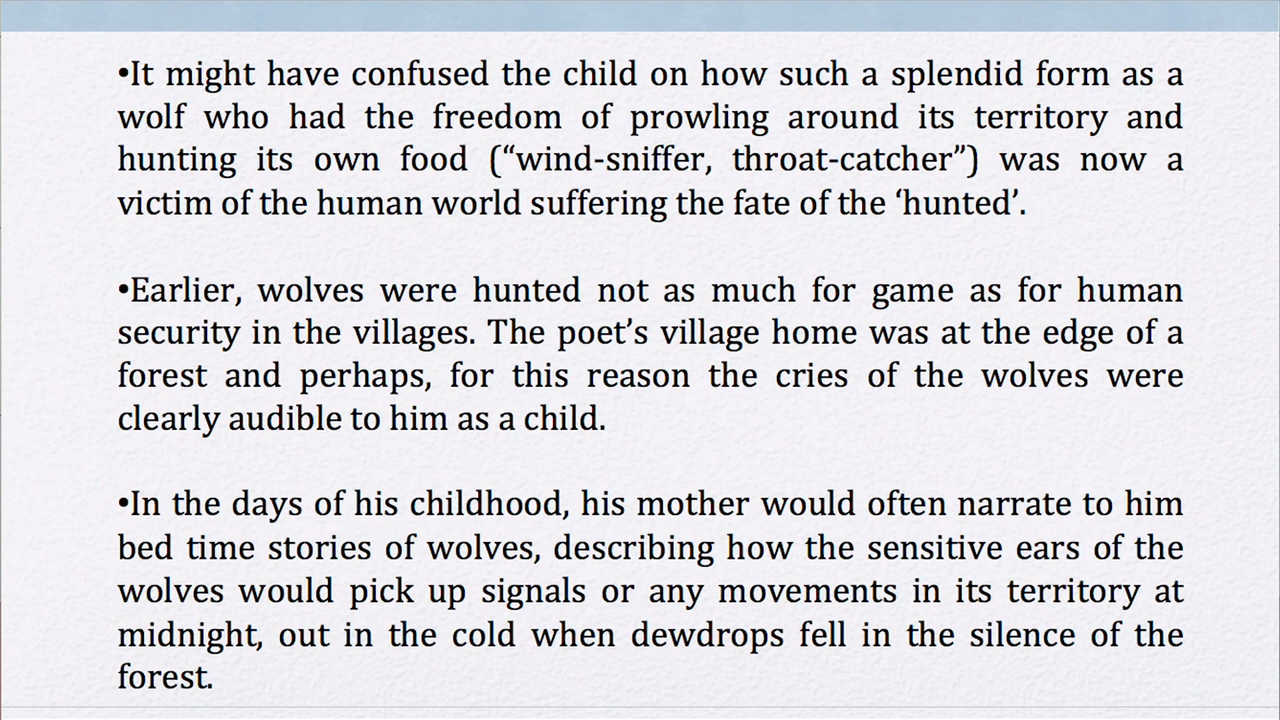 •It might have confused the child on how such a splendid form as a
wolf who had the freedom of prowling around its territory and
hunting its own food (“wind-sniffer, throat-catcher”) was now a
victim of the human world suffering the fate of the ‘hunted’.
•Earlier, wolves were hunted not as much for game as for human
security in the villages. The poet’s village home was at the edge of a
forest and perhaps, for this reason the cries of the wolves were
clearly audible to him as a child.
•In the days of his childhood, his mother would often narrate to him
bed time stories of wolves, describing how the sensitive ears of the
wolves would pick up signals or any movements in its territory at
midnight, out in the cold when dewdrops fell in the silence of the
forest.